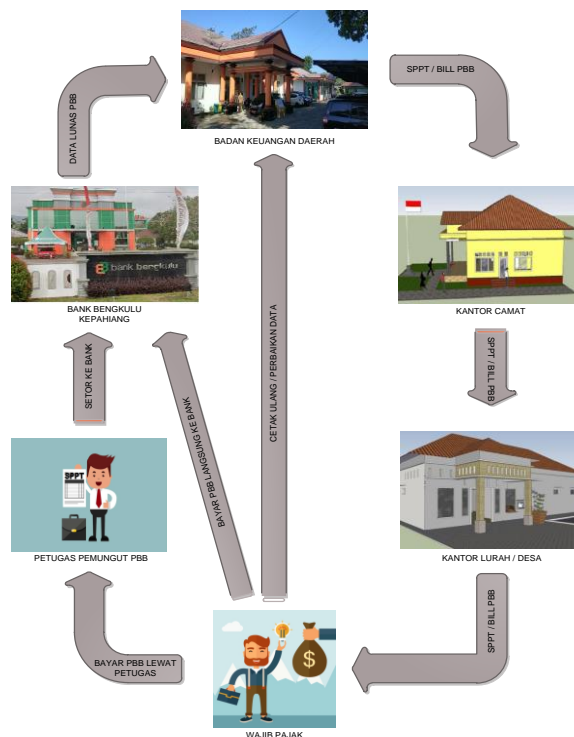 BADAN KEUANGAN DAERAH
SPPT / BILL PBB
DATA LUNAS PBB
bank bengkulu
BANK BENGKULU
KEPAHIANG
KANTOR CAMAT
SETOR KE BANK
BAYAR PBB LANGSUNG KE BANK
CETAK ULANG / PERBAIKAN DATA
SPPT / BILL PBB
SPPT
PETUGAS PEMUNGUT PBB
KANTOR LURAH / DESA
BAYAR PBB LEWAT
PETUGAS
SPPT / BILL PBB
$
WAJIB PAJAK